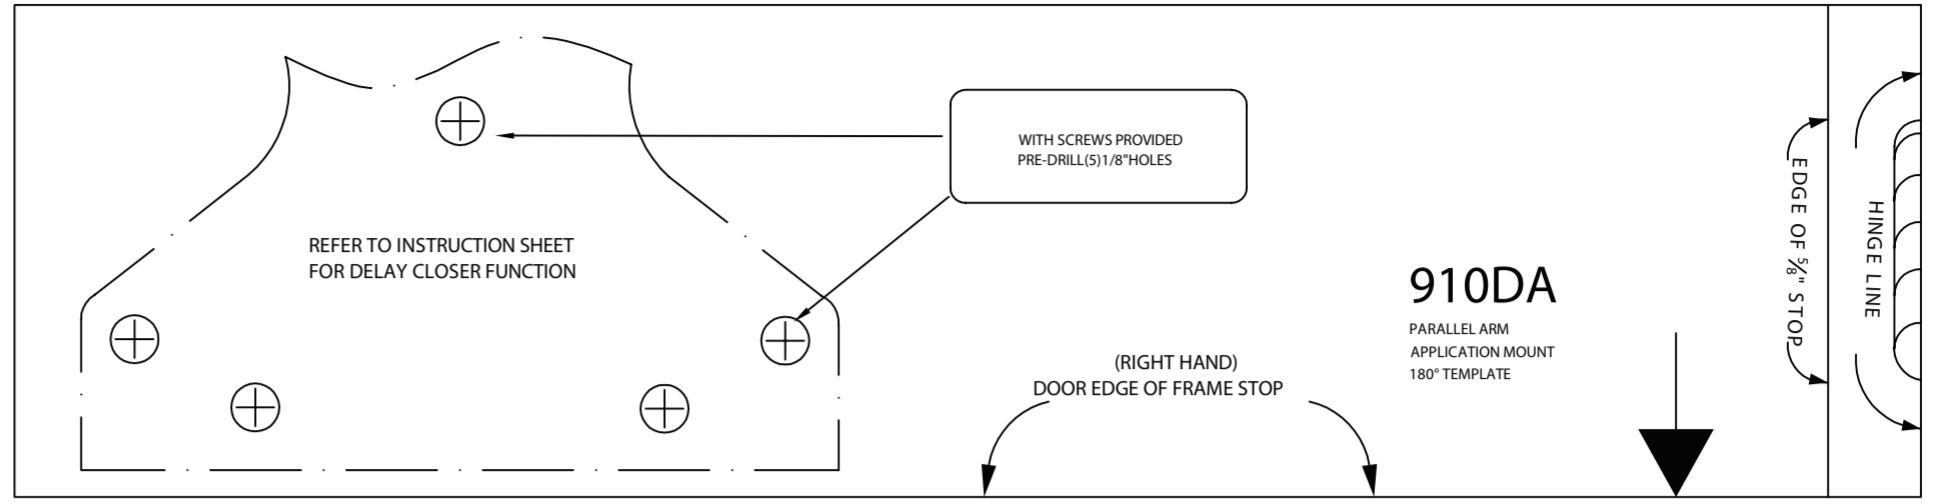 WITH SCREWS PROVIDED
PRE-DRILL(5)1/8"HOLES
REFER TO INSTRUCTION SHEET
FOR DELAY CLOSER FUNCTION
(RIGHT HAND)
DOOR EDGE OF FRAME STOP
910DA
PARALLEL ARM
APPLICATION MOUNT
180° TEMPLATE
EDGE OF ⅝" STOP
HINGE LINE